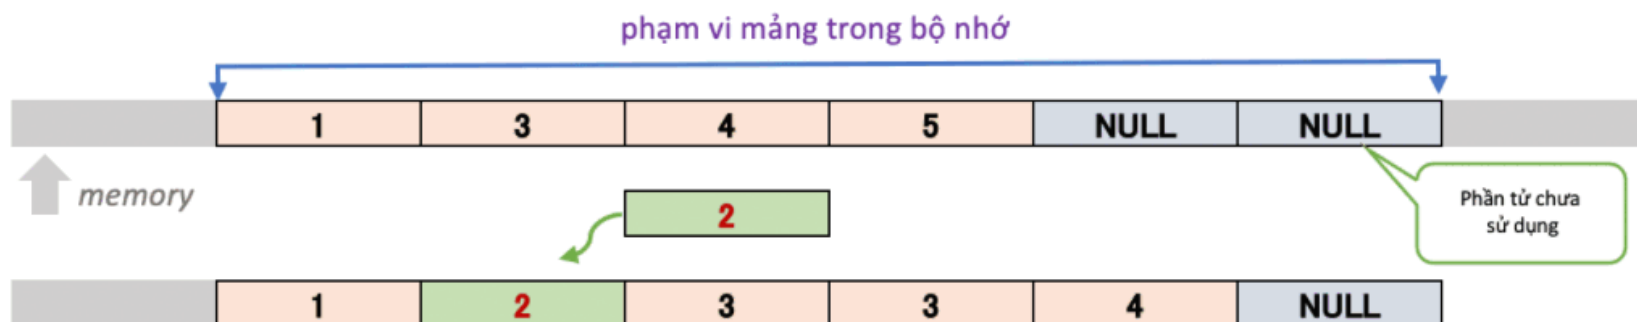 phạm vi mảng trong bộ nhớ
1 3 4 5 NULL NULL
memory
2
Phần tử chưa
sử dụng
1 2 3 3 4 NULL